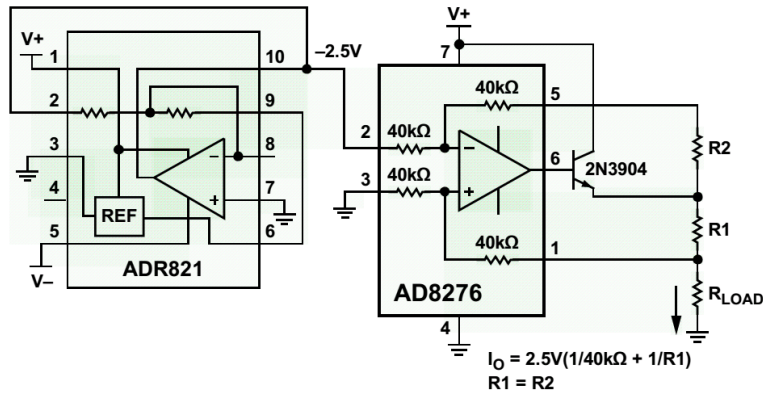 V+
1
10
–2.5V
2
9
3
8
4
7
REF
5
6
V–
ADR821
V+
7
40kΩ
5
2
40kΩ
–
3
40kΩ
+
6
2N3904
R2
R1
40kΩ
1
AD8276
RLOAD
4
–
+
IO = 2.5V(1/40kΩ + 1/R1)
R1 = R2